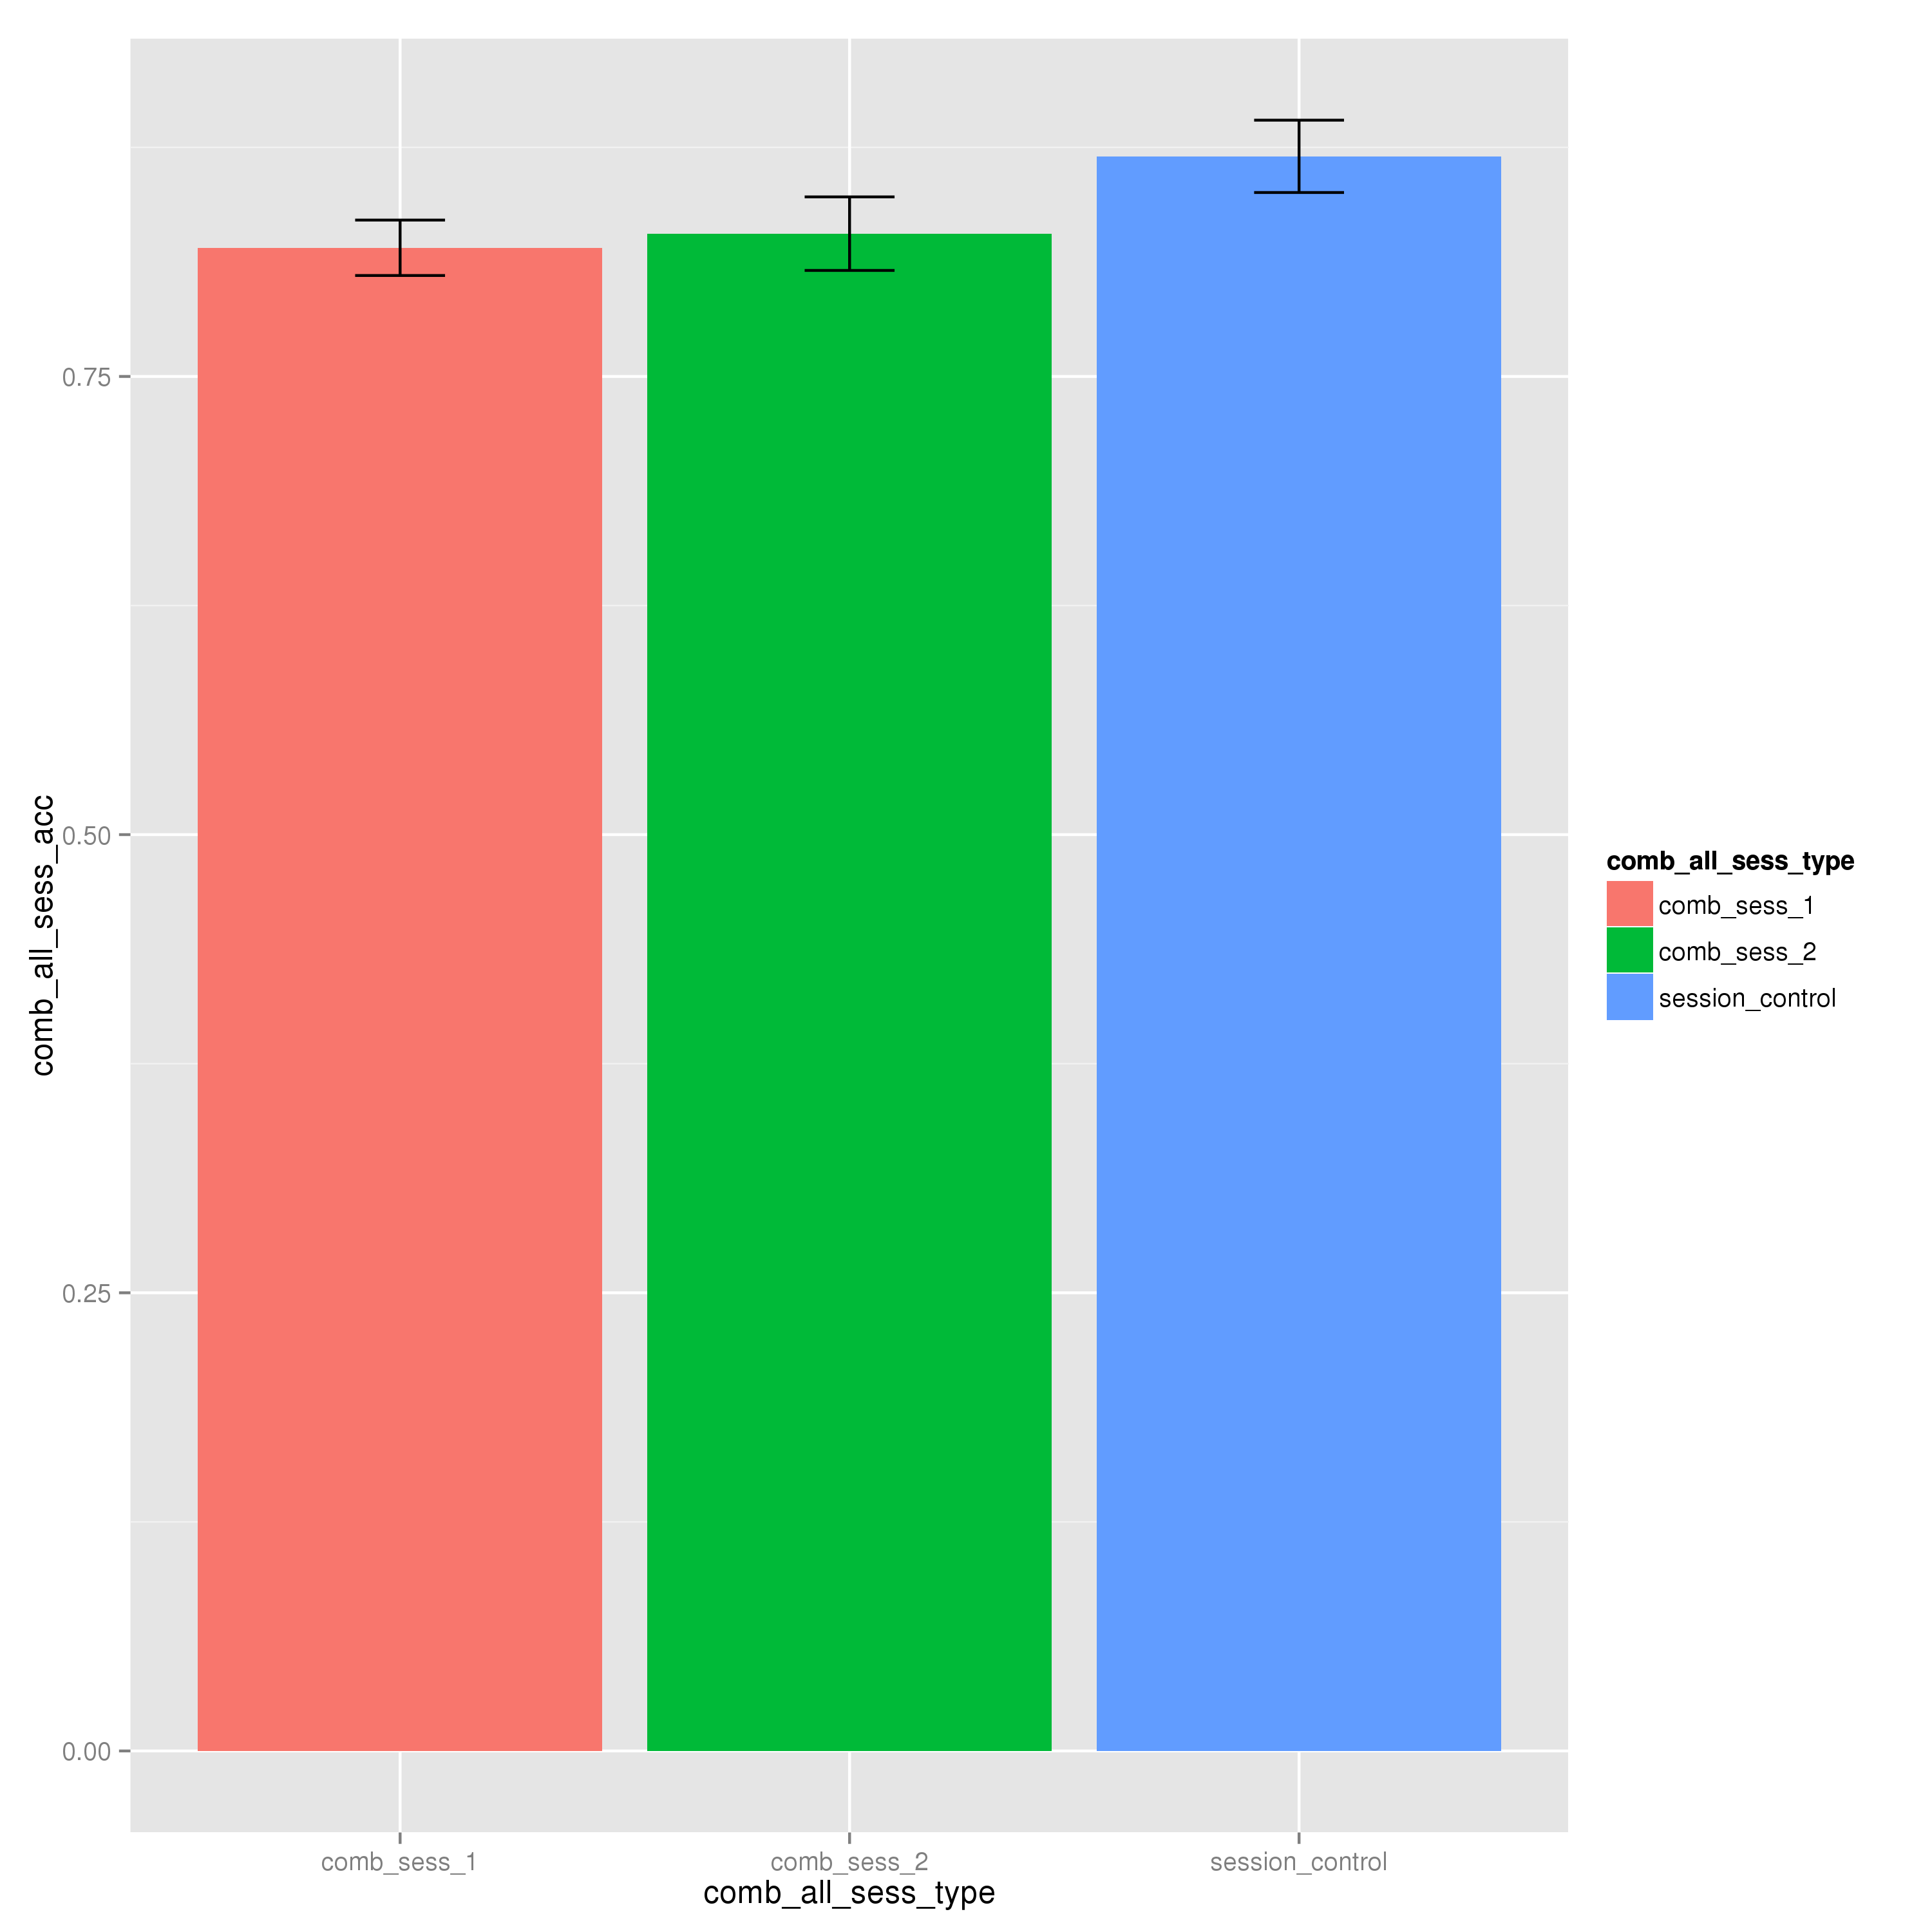 comb_all_sess_acc
0.75
0.50
0.25
0.00
comb_sess_1
comb_sess_2
session_control
comb_all_sess_type
comb_all_sess_type
comb_sess_1
comb_sess_2
session_control